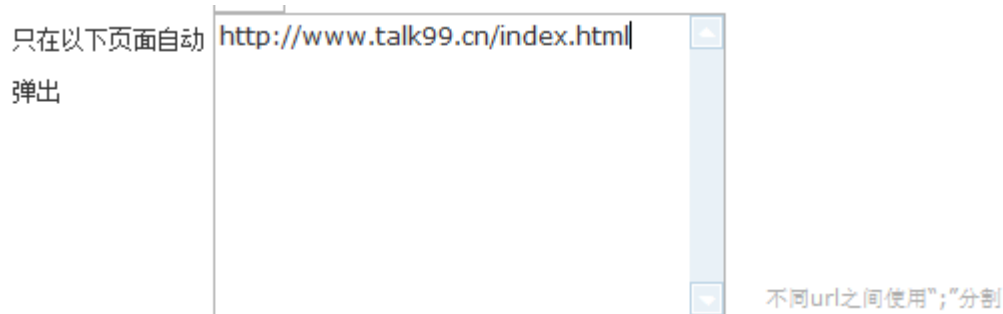 只在以下页面自动
弹出
http://www.talk99.cn/index.html
不同url之间使用“;”分割